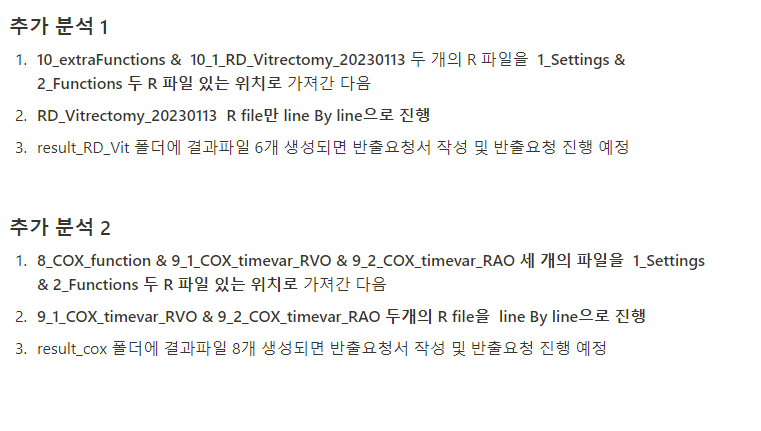 추가 분석 1
1. 10_extraFunctions & 10_1_RD_Vitrectomy_20230113 두 개의 R 파일을 1_Settings &
2_Functions 두 R 파일 있는 위치로 가져간 다음
2. RD_Vitrectomy_20230113 R file만 line By line으로 진행
3. result_RD_Vit 폴더에 결과파일 6개 생성되면 반출요청서 작성 및 반출요청 진행 예정
추가 분석 2
1. 8_COX_function & 9_1_COX_timevar_RVO & 9_2_COX_timevar_RAO 세 개의 파일을 1_Settings
& 2_Functions 두 R 파일 있는 위치로 가져간 다음
2. 9_1_COX_timevar_RVO & 9_2_COX_timevar_RAO 두개의 R file을 line By line으로 진행
3. result_cox 폴더에 결과파일 8개 생성되면 반출요청서 작성 및 반출요청 진행 예정